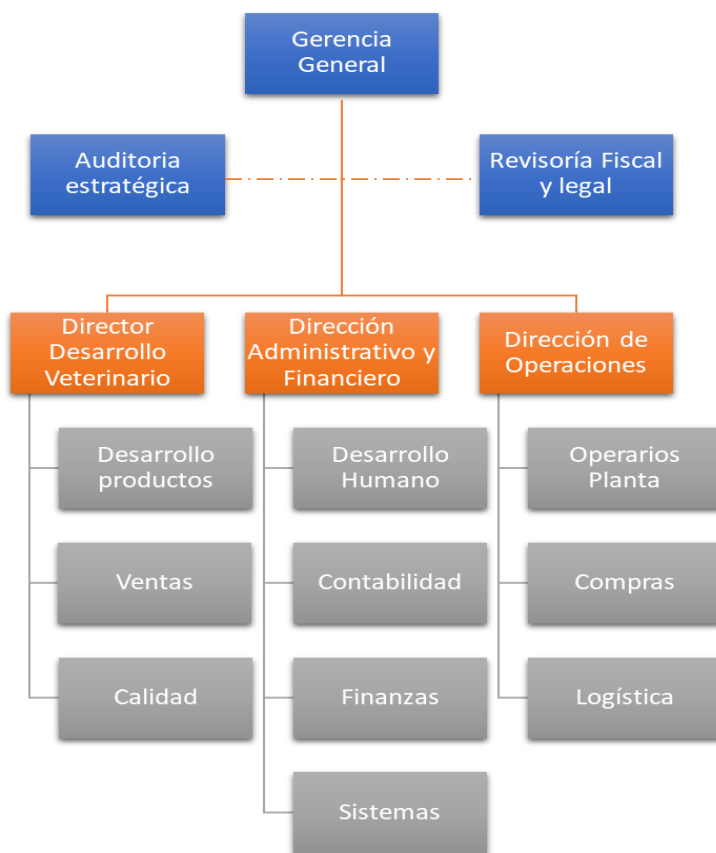 Gerencia
General
Auditoria
estratégica
Revisoría Fiscal
y legal
Director
Desarrollo
Veterinario
Dirección
Administrativo y
Financiero
Dirección de
Operaciones
Desarrollo
productos
Desarrollo
Humano
Operarios
Planta
Ventas
Contabilidad
Compras
Calidad
Finanzas
Logística
Sistemas